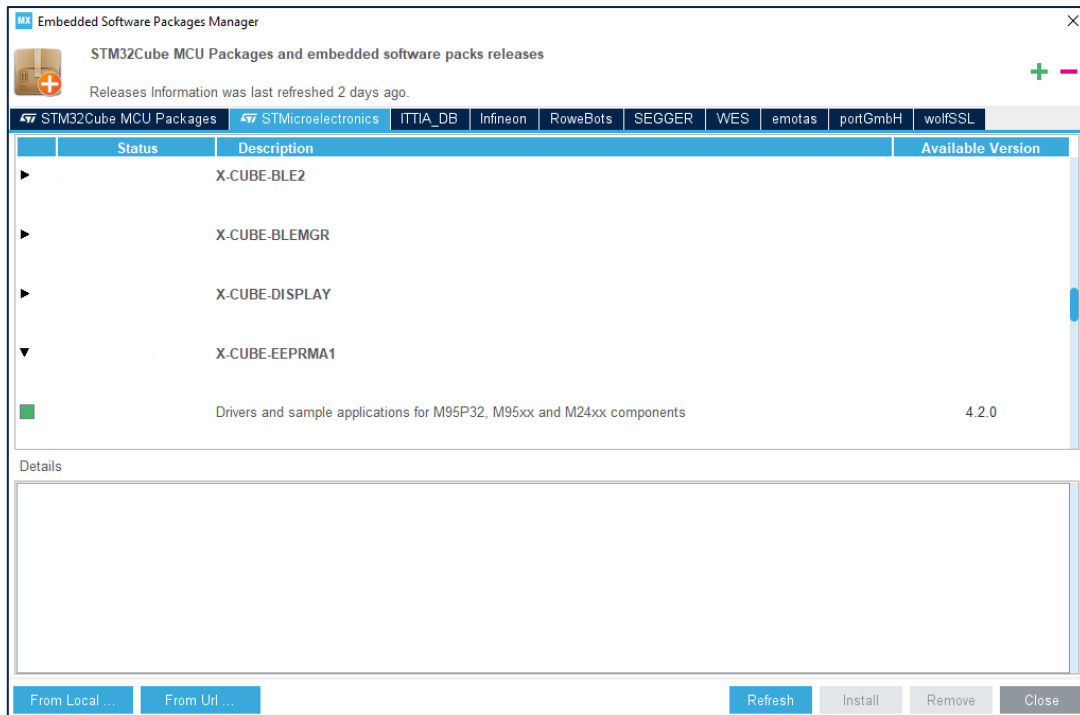 MX Embedded Software Packages Manager
STM32Cube MCU Packages and embedded software packs releases
Releases Information was last refreshed 2 days ago.
STM32Cube MCU Packages STMicroelectronics ITTIA_DB Infineon RoweBots SEGGER WES emotas portGmbH wolfSSL
Status Description Available Version
X-CUBE-BLE2
X-CUBE-BLEMGR
X-CUBE-DISPLAY
X-CUBE-EEPRMA1
Drivers and sample applications for M95P32, M95xx and M24xx components 4.2.0
Details
From Local ... From Url ... Refresh Install Remove Close